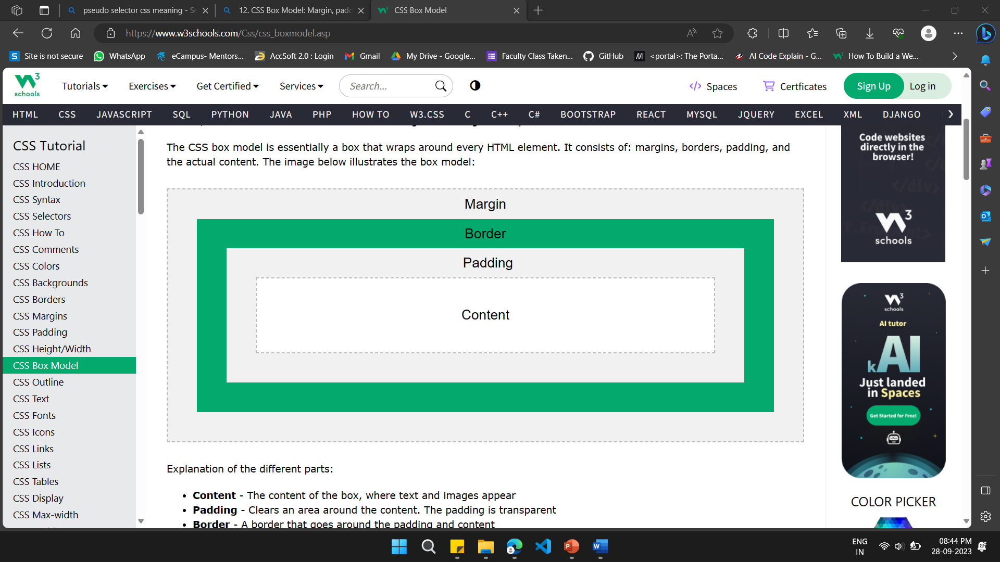 pseudo selector css meaning - Se
12. CSS Box Model: Margin, padd
CSS Box Model
https://www.w3schools.com/Css/css_boxmodel.asp
Site is not secure
WhatsApp
eCampus- Mentors...
AccSoft 2.0 : Login
Gmail
My Drive - Google...
Faculty Class Taken...
GitHub
<portal>: The Porta...
AI Code Explain - G...
How To Build a We...
schools
Tutorials
Exercises
Get Certified
Services
Search...
Spaces
Certficates
Sign Up
Log in
HTML
CSS
JAVASCRIPT
SQL
PYTHON
JAVA
PHP
HOW TO
W3.CSS
C
C++
C#
BOOTSTRAP
REACT
MYSQL
JQUERY
EXCEL
XML
DJANGO
CSS Tutorial
CSS HOME
CSS Introduction
CSS Syntax
CSS Selectors
CSS How To
CSS Comments
CSS Colors
CSS Backgrounds
CSS Borders
CSS Margins
CSS Padding
CSS Height/Width
CSS Box Model
CSS Outline
CSS Text
CSS Fonts
CSS Icons
CSS Links
CSS Lists
CSS Tables
CSS Display
CSS Max-width
The CSS box model is essentially a box that wraps around every HTML element. It consists of: margins, borders, padding, and
the actual content. The image below illustrates the box model:
Margin
Border
Padding
Content
Explanation of the different parts:
• Content - The content of the box, where text and images appear
• Padding - Clears an area around the content. The padding is transparent
• Border - A border that goes around the padding and content
Code websites
directly in the
browser!
schools
schools
AI tutor
kAI
Just landed
in Spaces
Get Started for Free!
COLOR PICKER
ENG
IN
08:44 PM
28-09-2023